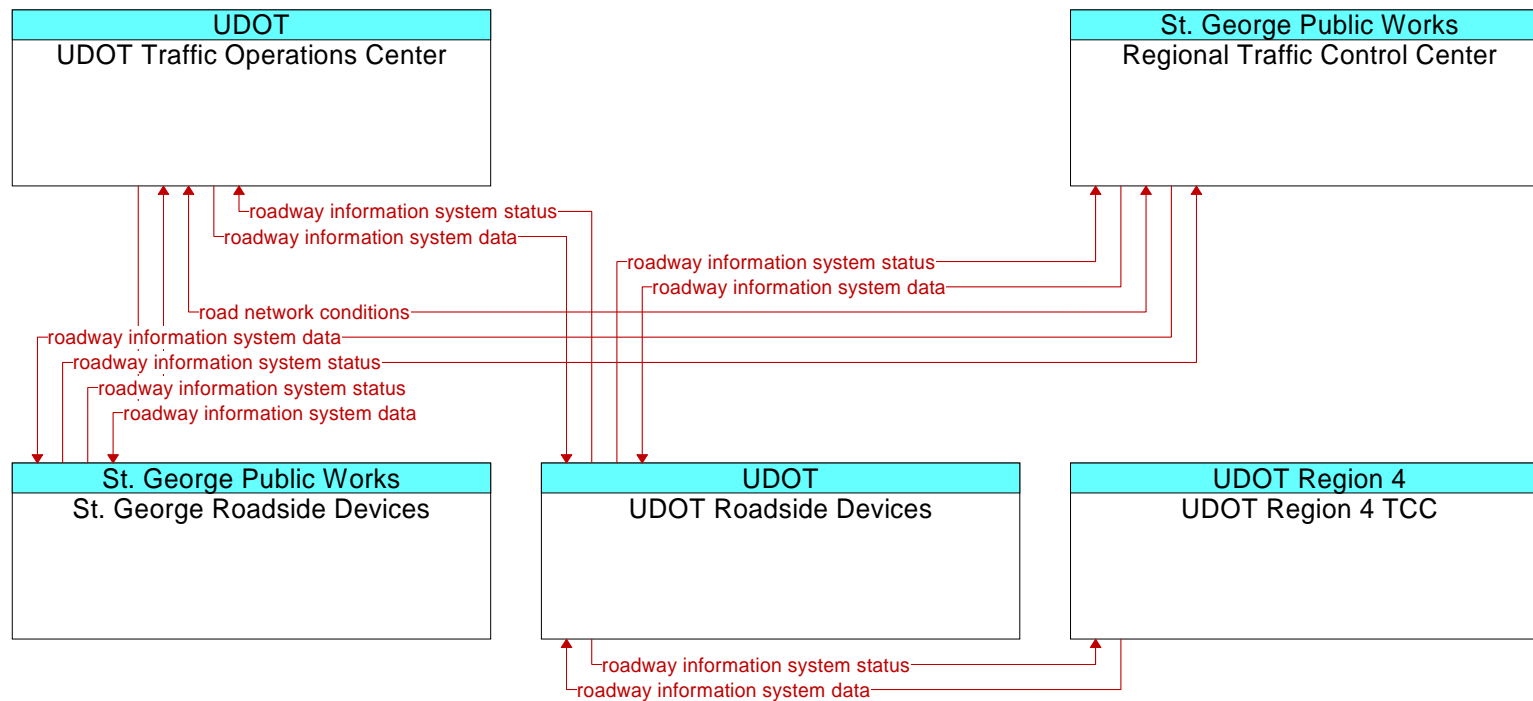 UDOT
UDOT Traffic Operations Center
St. George Public Works
Regional Traffic Control Center
roadway information system status
roadway information system data
roadway information system status
roadway information system data
road network conditions
roadway information system data
roadway information system status
roadway information system status
roadway information system data
St. George Public Works
St. George Roadside Devices
UDOT
UDOT Roadside Devices
UDOT Region 4
UDOT Region 4 TCC
roadway information system status
roadway information system data